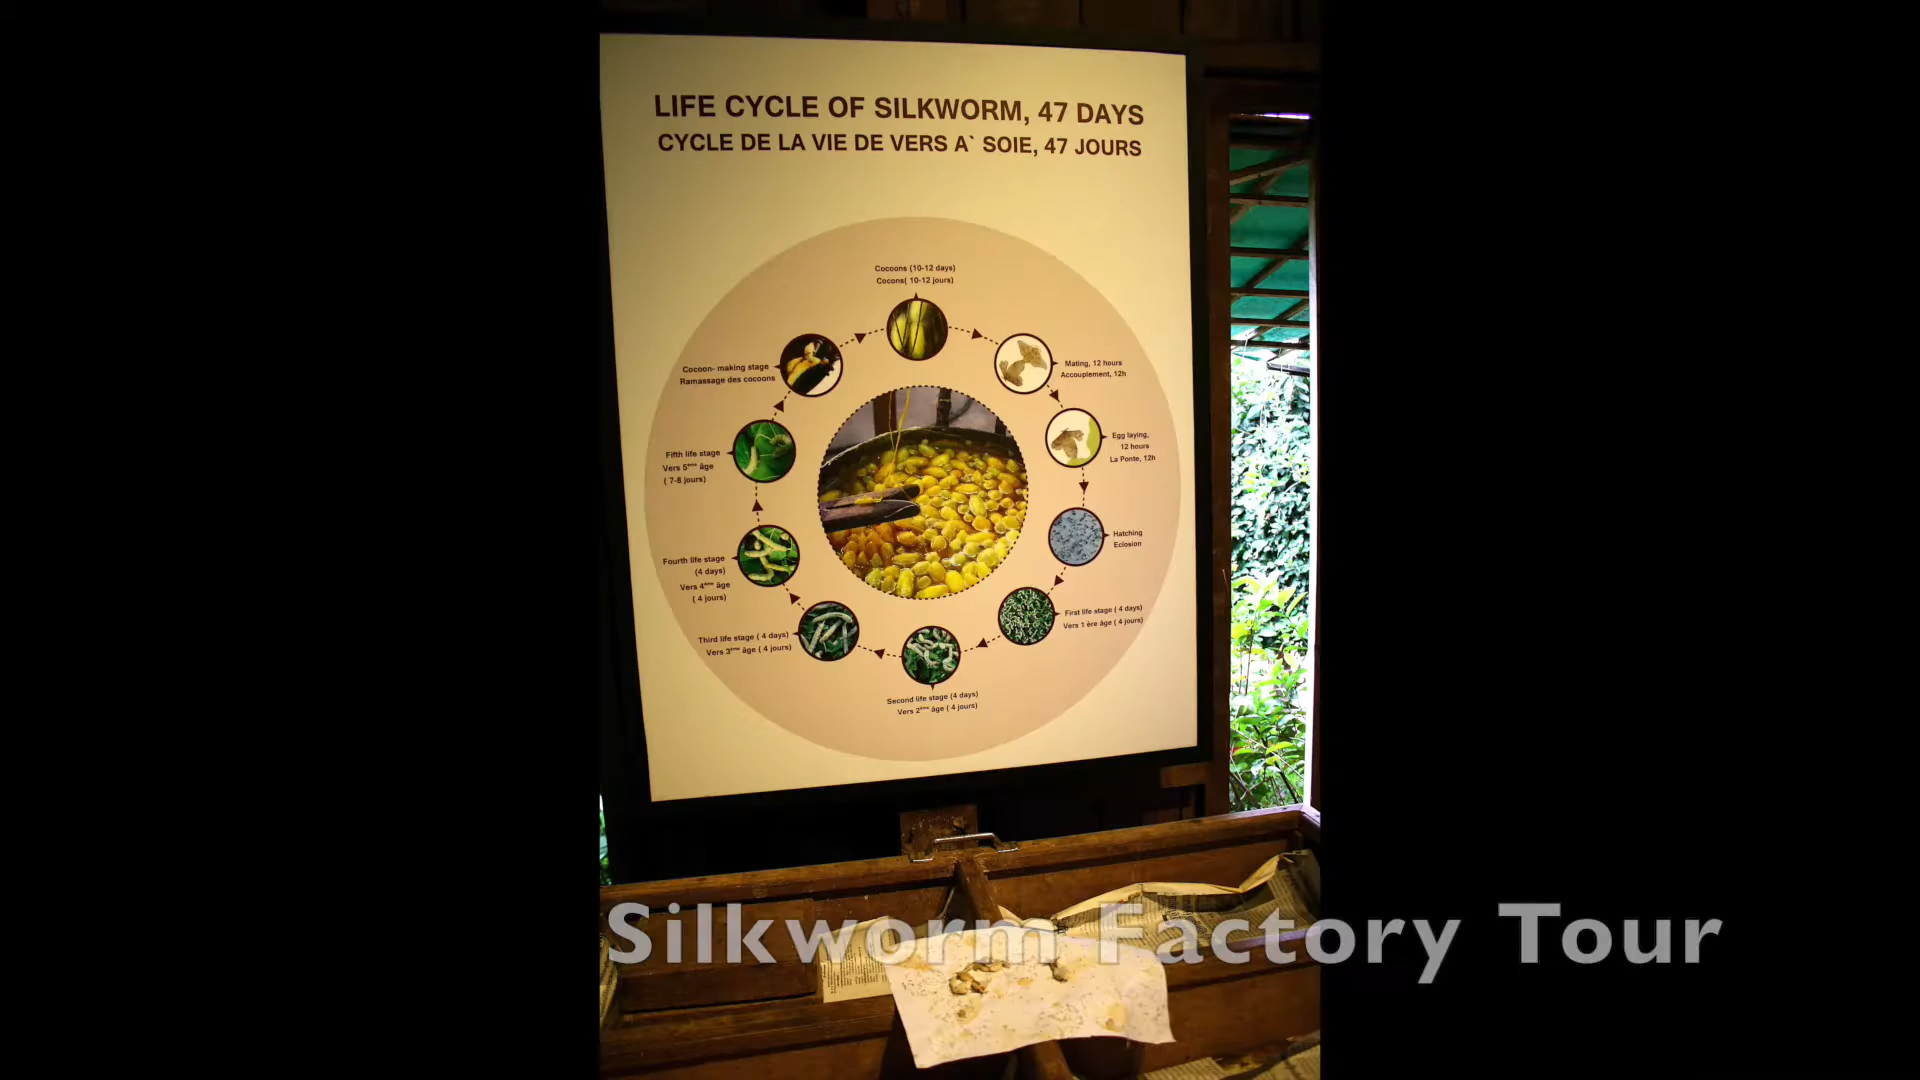 LIFE CYCLE OF SILKWORM, 47 DAYS
CYCLE DE LA VIE DE VERS A` SOIE, 47 JOURS
Cocoons (10-12 days)
Cocons( 10-12 jours)
Cocoon- making stage
Ramassage des cocoons
Mating, 12 hours
Accouplement, 12h
Egg laying,
12 hours
La Ponte, 12h
Fifth life stage
Vers 5ème âge
( 7-8 jours)
Hatching
Eclosion
Fourth life stage
(4 days)
Vers 4ème âge
( 4 jours)
First life stage ( 4 days)
Vers 1 ère âge ( 4 jours)
Third life stage ( 4 days)
Vers 3ème âge ( 4 jours)
Second life stage (4 days)
Vers 2ème âge ( 4 jours)
Silkworm Factory Tour